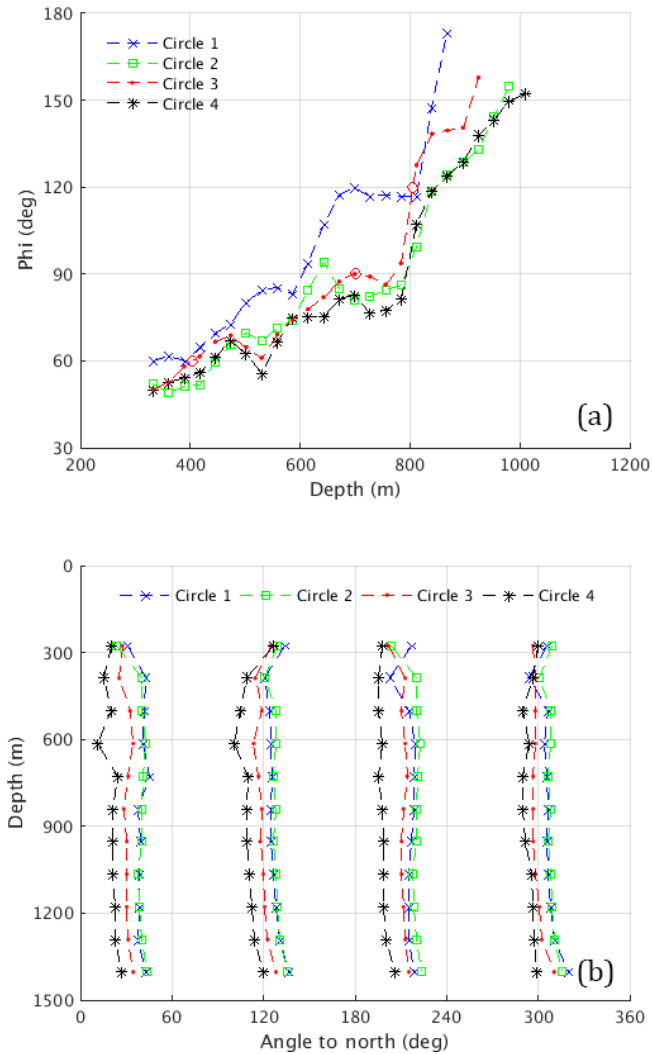 180
150
120
90
60
30
Phi (deg)
Circle 1
Circle 2
Circle 3
Circle 4
(a)
200 400 600 800 1000 1200
Depth (m)
0
300
600
900
1200
1500
Depth (m)
Circle 1 Circle 2 Circle 3 Circle 4
(b)
0 60 120 180 240 300 360
Angle to north (deg)